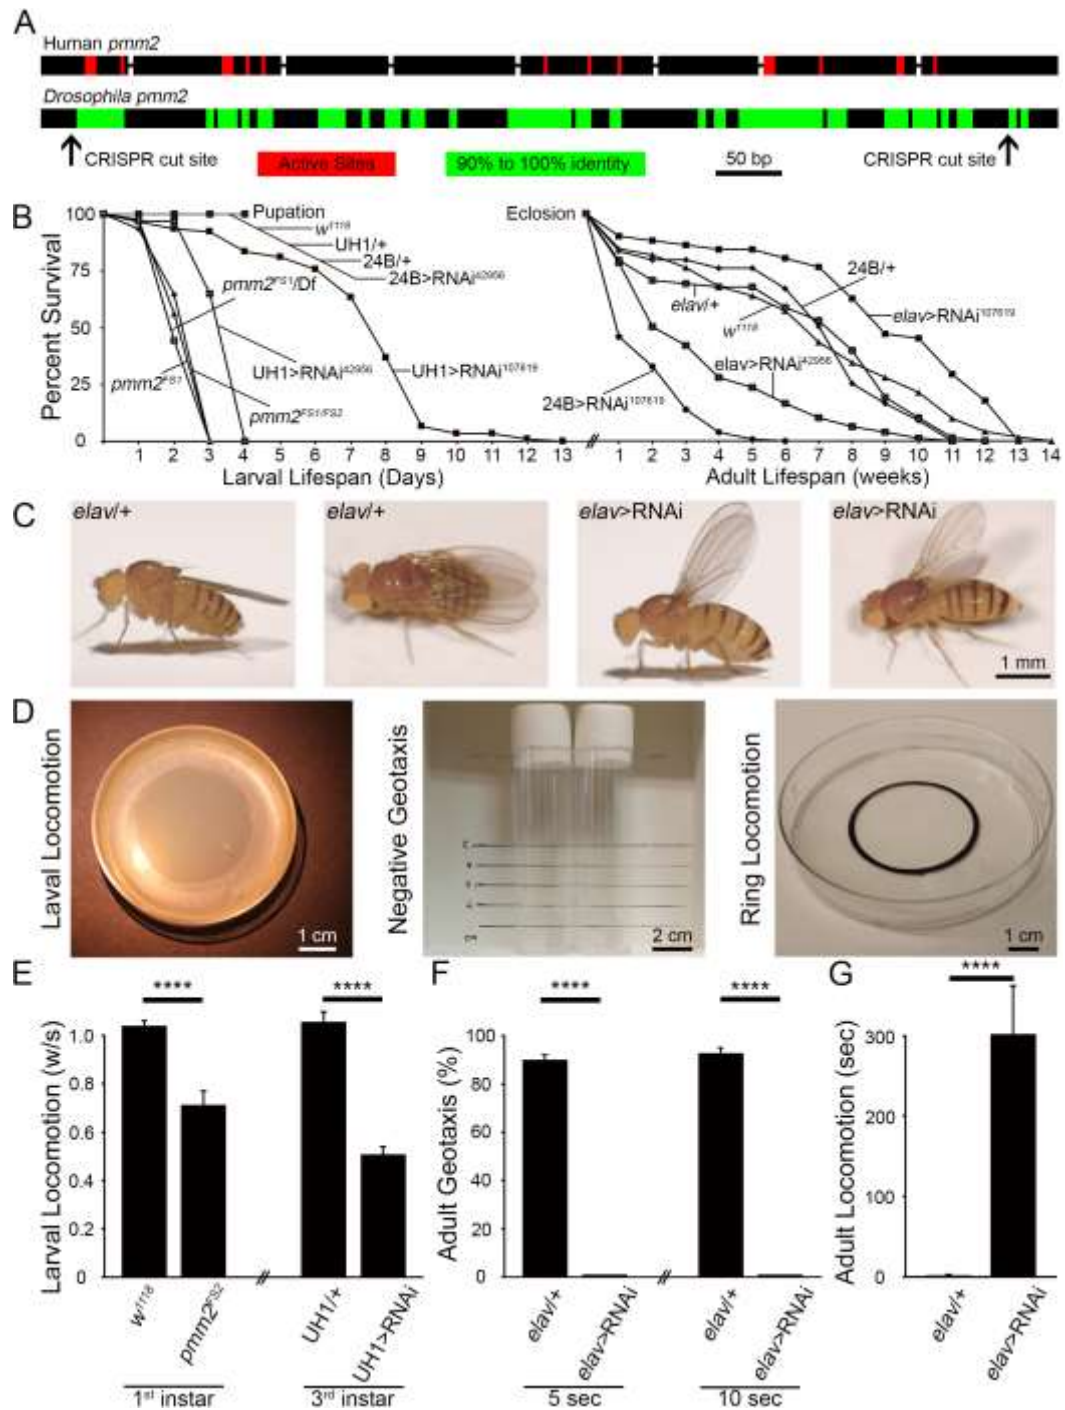 A
Human pmm2
Drosophila pmm2
CRISPR cut site
Active Sites
90% to 100% identity
50 bp
CRISPR cut site
B
Percent Survival
100
75
50
25
0
Pupation
w1118
UH1/+
24B/+
24B>RNAi42956
pmm2FS1/Df
pmm2FS1
UH1>RNAi42956
pmm2FS1/FS2
UH1>RNAi107619
1 2 3 4 5 6 7 8 9 10 11 12 13
Larval Lifespan (Days)
Eclosion
24B/+
elav/+
w1118
elav>RNAi107619
elav>RNAi42956
24B>RNAi107619
1 2 3 4 5 6 7 8 9 10 11 12 13 14
Adult Lifespan (weeks)
C
elav/+
elav/+
elav>RNAi
elav>RNAi
1 mm
D
Laval Locomotion
1 cm
Negative Geotaxis
2 cm
Ring Locomotion
1 cm
E
Larval Locomotion (w/s)
1.0
0.8
0.6
0.4
0.2
0
****
****
w1118
pmm2FS2
UH1/+
UH1>RNAi
1st instar
3rd instar
F
Adult Geotaxis (%)
100
80
60
40
20
0
****
****
elav/+
elav>RNAi
elav/+
elav>RNAi
5 sec
10 sec
G
Adult Locomotion (sec)
300
200
100
0
****
elav/+
elav>RNAi